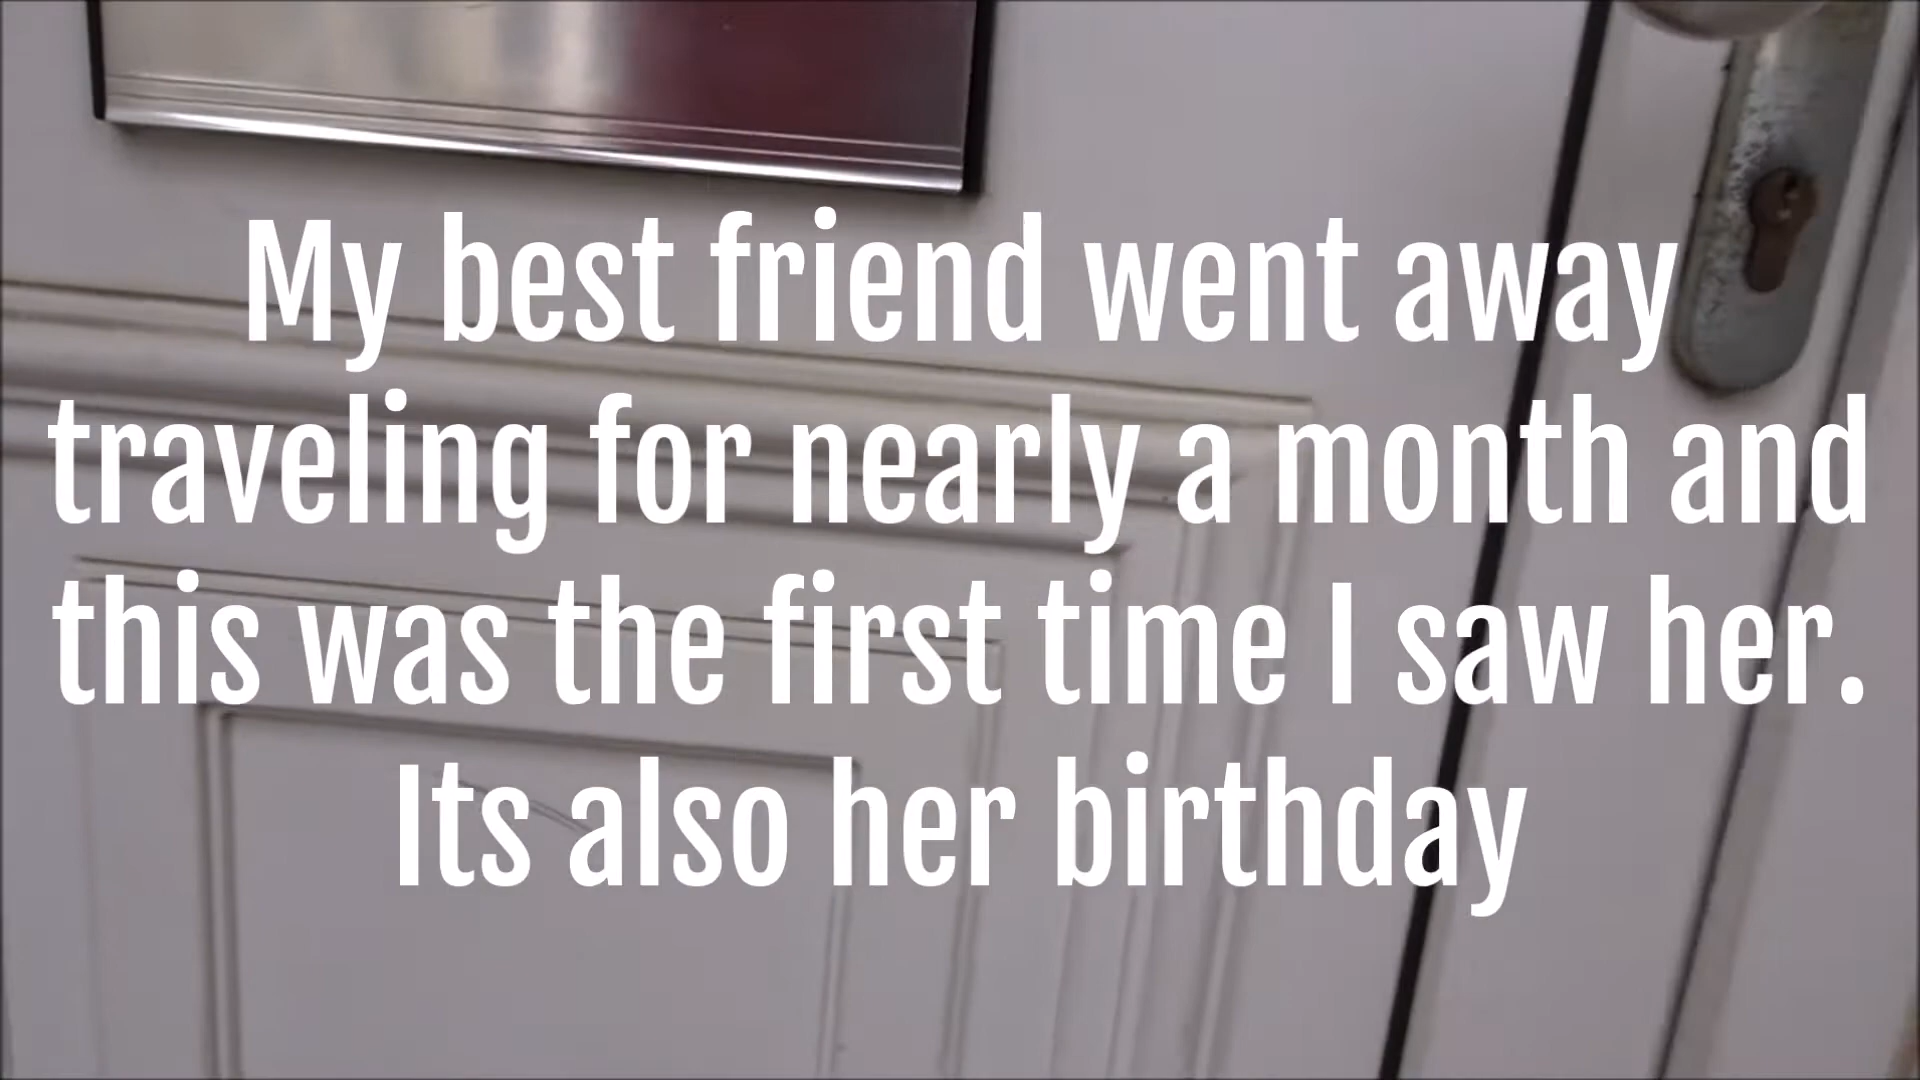 My best friend went away
traveling for nearly a month and
this was the first time I saw her.
Its also her birthday